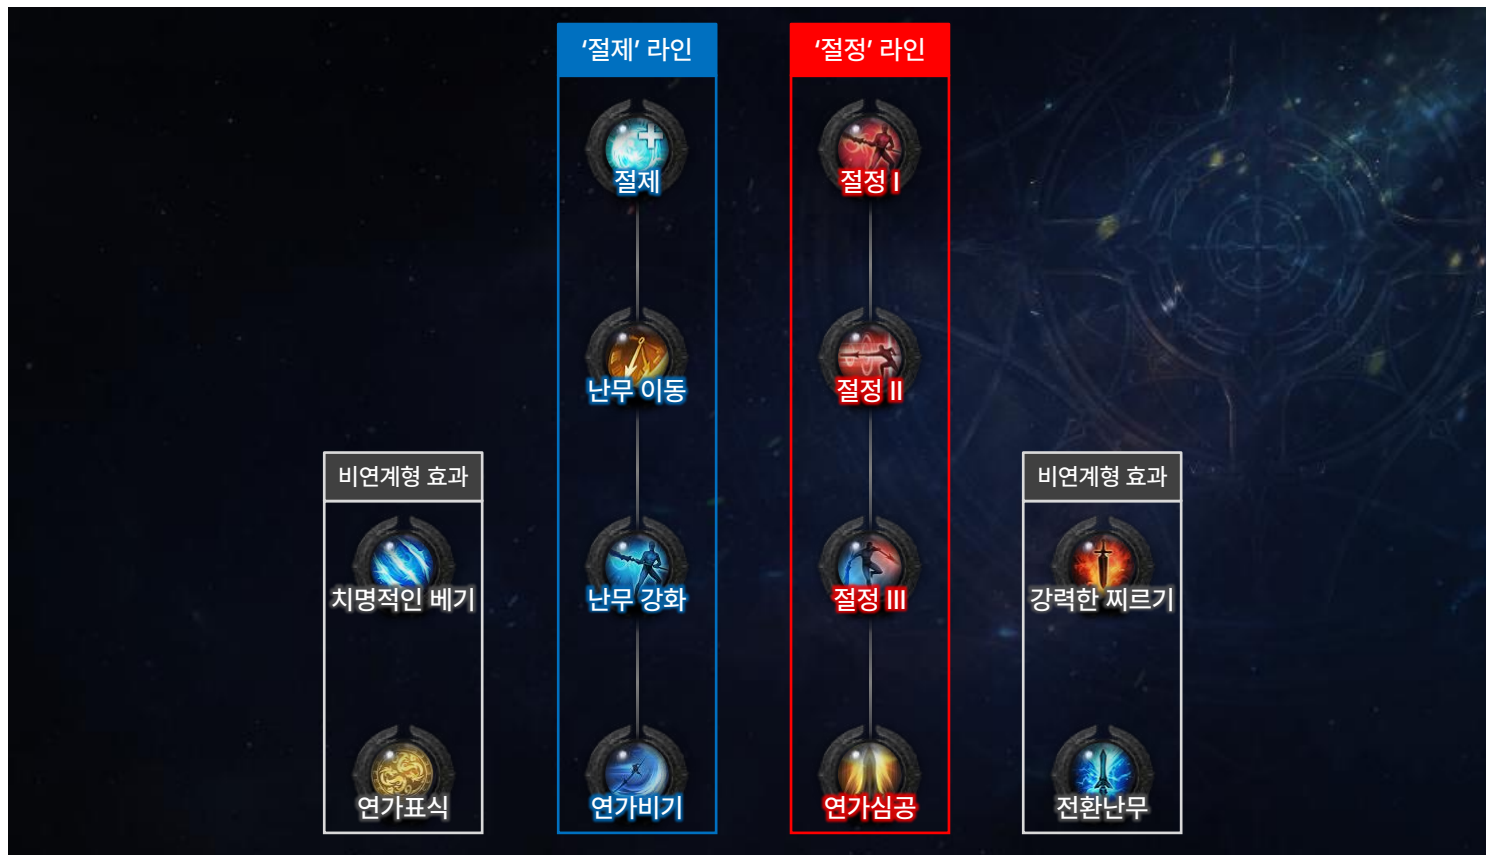 ‘절제’ 라인
‘절정’ 라인
절제
절정 I
난무 이동
절정 II
비연계형 효과
비연계형 효과
치명적인 베기
난무 강화
절정 III
강력한 찌르기
연가표식
연가비기
연가심공
전환난무